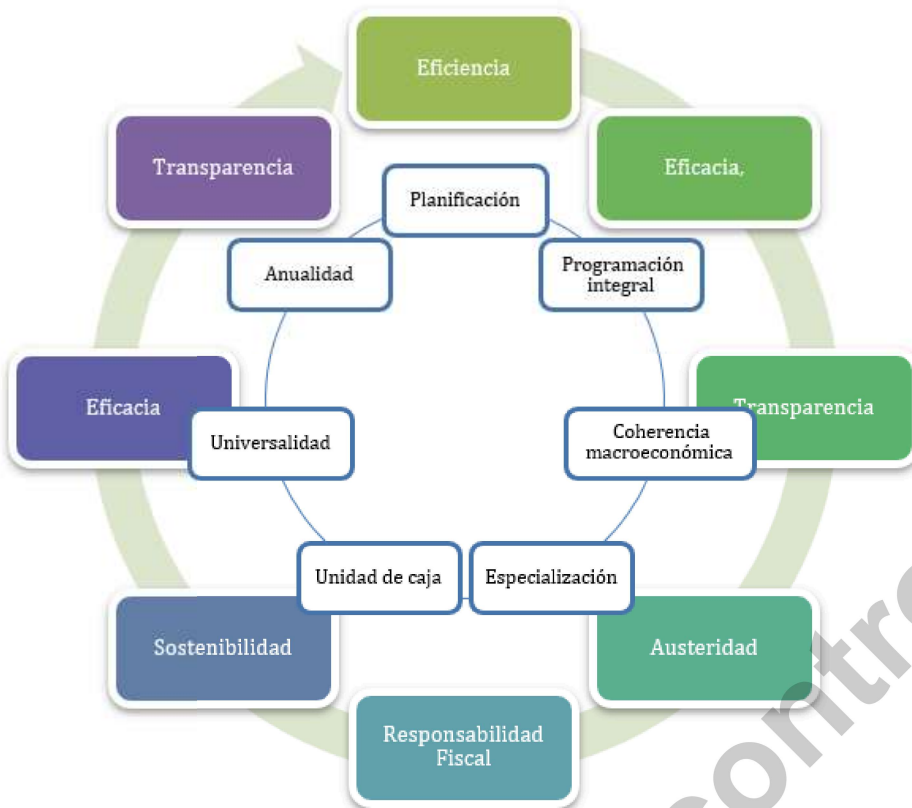 Eficiencia
Eficacia,
Transparencia
Austeridad
Responsabilidad
Fiscal
Sostenibilidad
Eficacia
Transparencia
Planificación
Programación
integral
Coherencia
macroeconómica
Especialización
Unidad de caja
Universalidad
Anualidad
contro